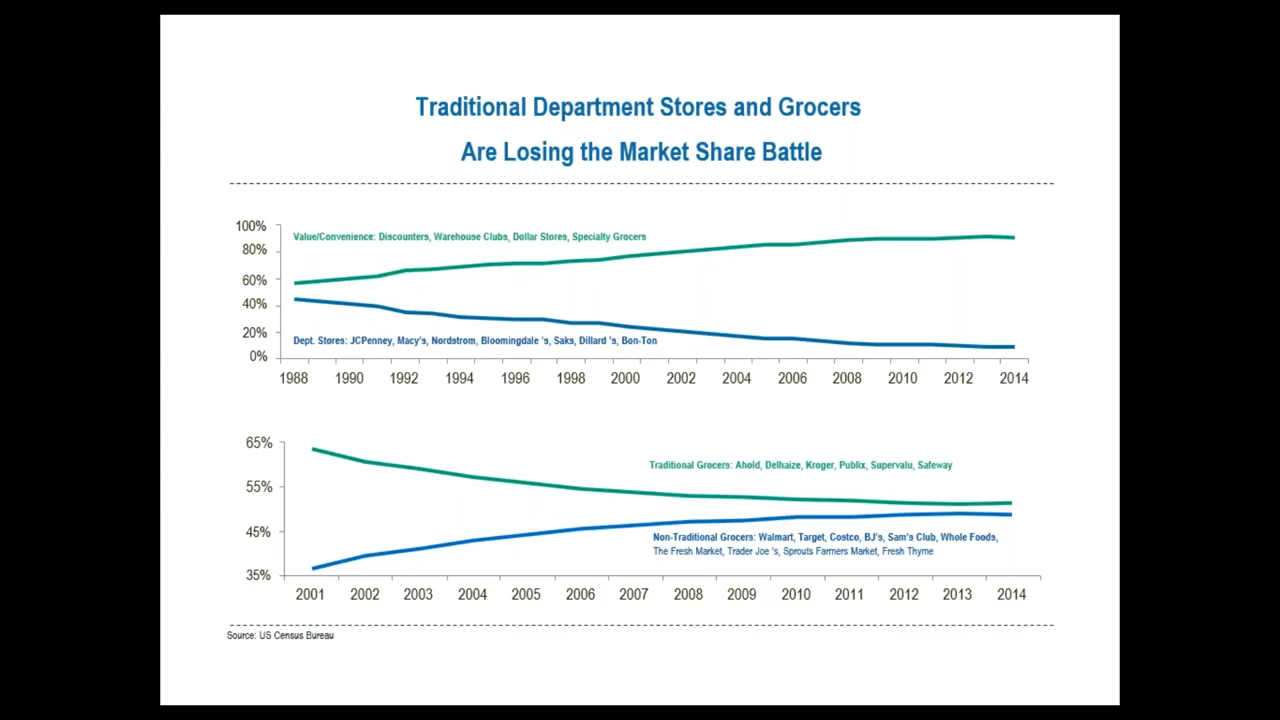 Traditional Department Stores and Grocers
Are Losing the Market Share Battle
100%
80%
60%
40%
20%
0%
Value/Convenience: Discounters, Warehouse Clubs, Dollar Stores, Specialty Grocers
Dept. Stores: JCPenney, Macy's, Nordstrom, Bloomingdale 's, Saks, Dillard 's, Bon-Ton
1988 1990 1992 1994 1996 1998 2000 2002 2004 2006 2008 2010 2012 2014
65%
55%
45%
35%
Traditional Grocers: Ahold, Delhaize, Kroger, Publix, Supervalu, Safeway
Non-Traditional Grocers: Walmart, Target, Costco, BJ's, Sam's Club, Whole Foods,
The Fresh Market, Trader Joe 's, Sprouts Farmers Market, Fresh Thyme
2001 2002 2003 2004 2005 2006 2007 2008 2009 2010 2011 2012 2013 2014
Source: US Census Bureau